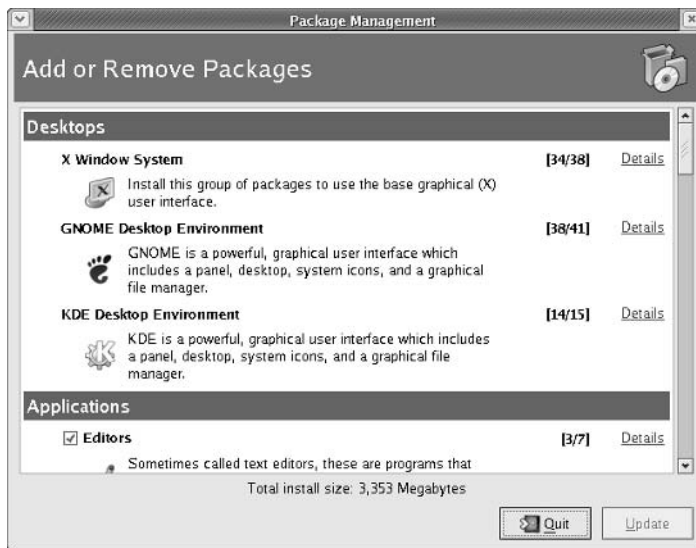 Package Management
Add or Remove Packages
Desktops
X Window System [34/38] Details
Install this group of packages to use the base graphical (X)
user interface.
GNOME Desktop Environment [38/41] Details
GNOME is a powerful, graphical user interface which
includes a panel, desktop, system icons, and a graphical
file manager.
KDE Desktop Environment [14/15] Details
KDE is a powerful, graphical user interface which includes
a panel, desktop, system icons, and a graphical file
manager.
Applications
Editors [3/7] Details
Sometimes called text editors, these are programs that
Total install size: 3,353 Megabytes
Quit Update